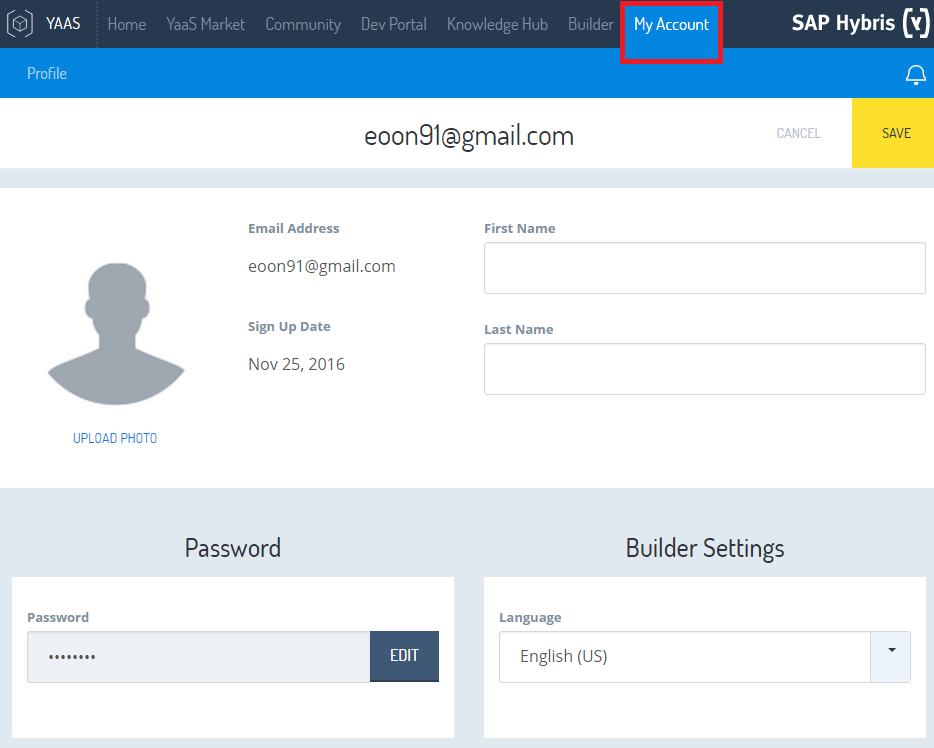 YAAS Home YaaS Market Community Dev Portal Knowledge Hub Builder My Account SAP Hybris (Y)
Profile
eoon91@gmail.com CANCEL SAVE
Email Address First Name
eoon91@gmail.com
Sign Up Date Last Name
Nov 25, 2016
UPLOAD PHOTO
Password Builder Settings
Password Language
•••••••• EDIT English (US)